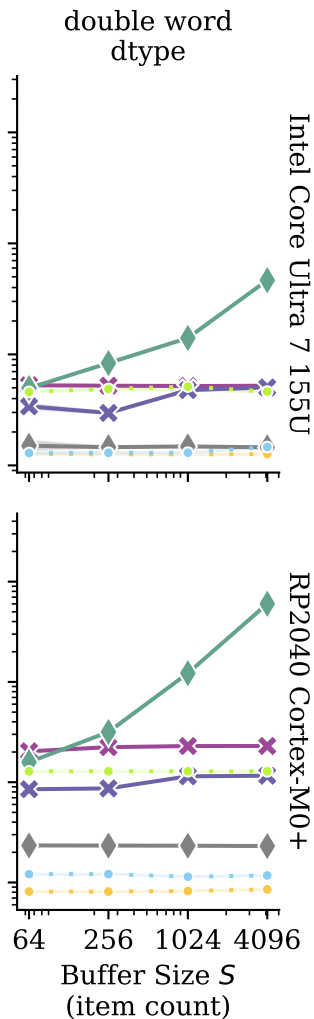 double word
dtype
Intel Core Ultra 7 155U
RP2040 Cortex-M0+
64 256 1024 4096
Buffer Size S
(item count)